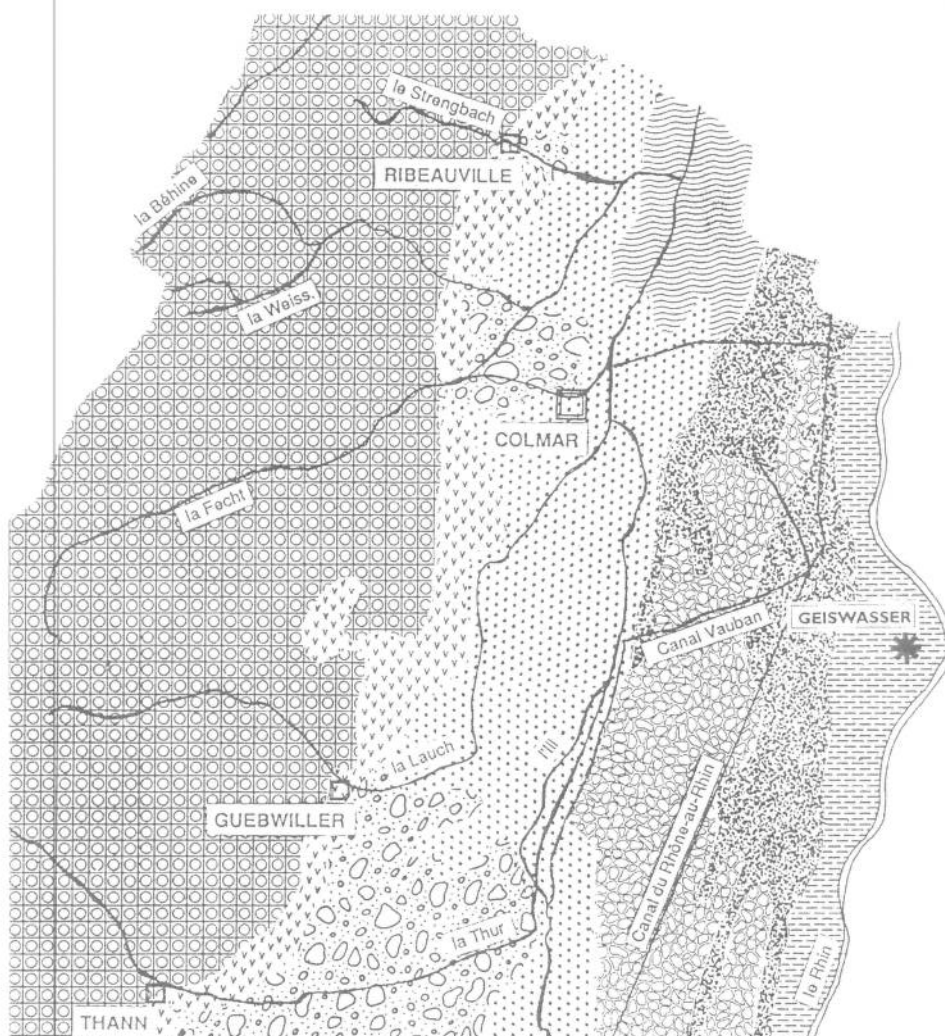 le Strengbach
RIBEAUVILLE
la Béhine
la Weiss.
COLMAR
la Fecht
Canal Vauban
GEISWASSER
l'Ill
la Lauch
GUEBWILLER
Canal du Rhône-au-Rhin
la Thur
le Rhin
THANN